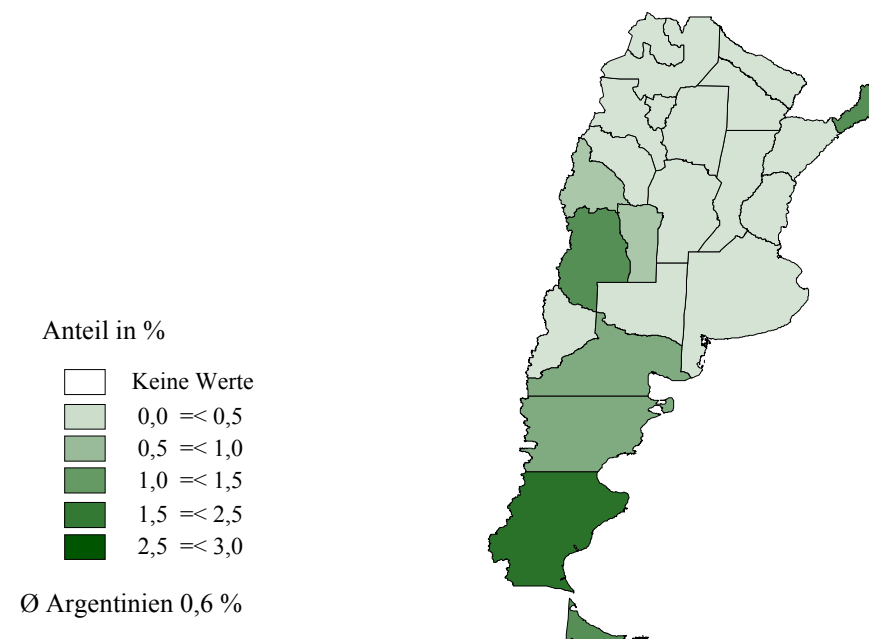 Anteil in %
Keine Werte
0,0 =< 0,5
0,5 =< 1,0
1,0 =< 1,5
1,5 =< 2,5
2,5 =< 3,0
Ø Argentinien 0,6 %